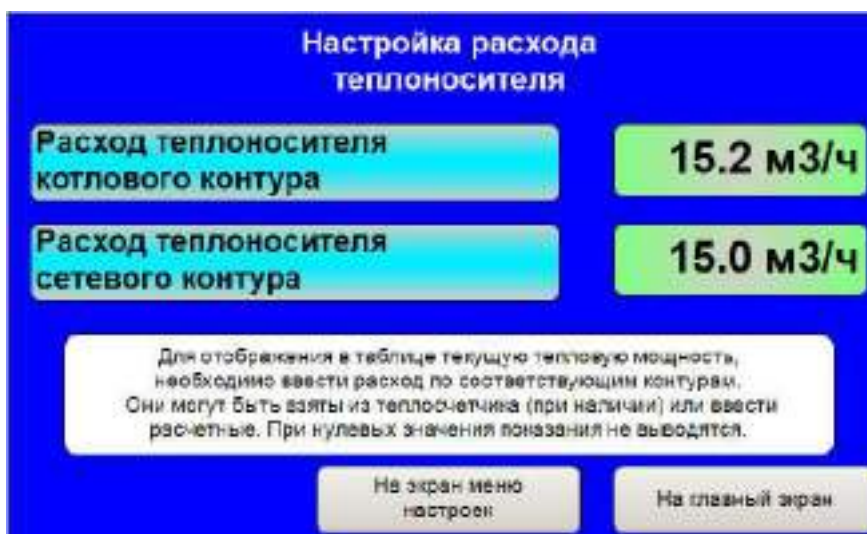 Настройка расхода
теплоносителя
Расход теплоносителя
котлового контура
15.2 м3/ч
Расход теплоносителя
сетевого контура
15.0 м3/ч
Для отображения в таблице текущую тепловую мощность,
необходимо ввести расход по соответствующим контурам.
Они могут быть взяты из теплосчетчика (при наличии) или ввести
расчетные. При нулевых значения показания не выводятся.
На экран меню
настроек
На главный экран